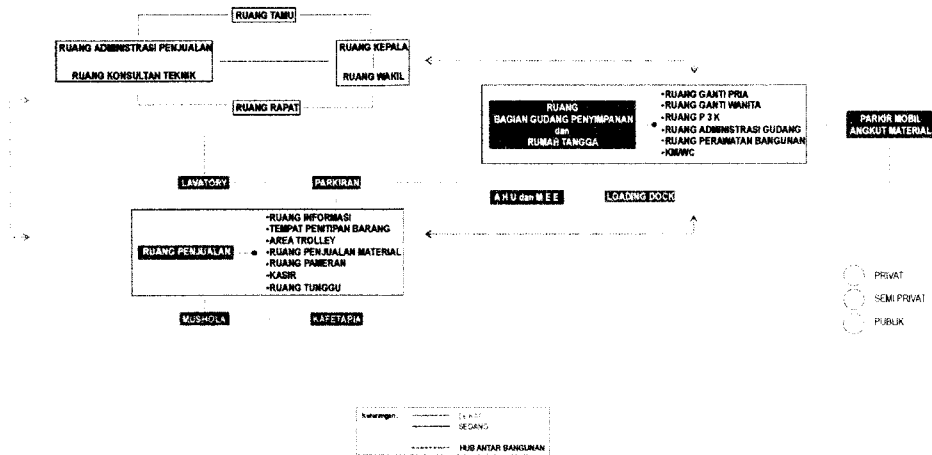 RUANG TAMU
RUANG ADMINISTRASI PENJUALAN
RUANG KONSULTAN TEKNIK
RUANG KEPALA
RUANG WAKIL
RUANG RAPAT
RUANG
BAGIAN GUDANG PENYIMPANAN
dan
RUMAH TANGGA
-RUANG GANTI PRIA
-RUANG GANTI WANITA
-RUANG P 3 K
-RUANG ADMINISTRASI GUDANG
-RUANG PERAWATAN BANGUNAN
-KM/WC
PARKIR MOBIL
ANGKUT MATERIAL
LAVATORY
PARKIRAN
A H U dan M E E
LOADING DOCK
RUANG PENJUALAN
-RUANG INFORMASI
-TEMPAT PENITIPAN BARANG
-AREA TROLLEY
-RUANG PENJUALAN MATERIAL
-RUANG PAMERAN
-KASIR
-RUANG TUNGGU
MUSHOLA
KAFETARIA
PRIVAT
SEMI PRIVAT
PUBLIK
Keterangan:
SEDANG
HUB ANTAR BANGUNAN